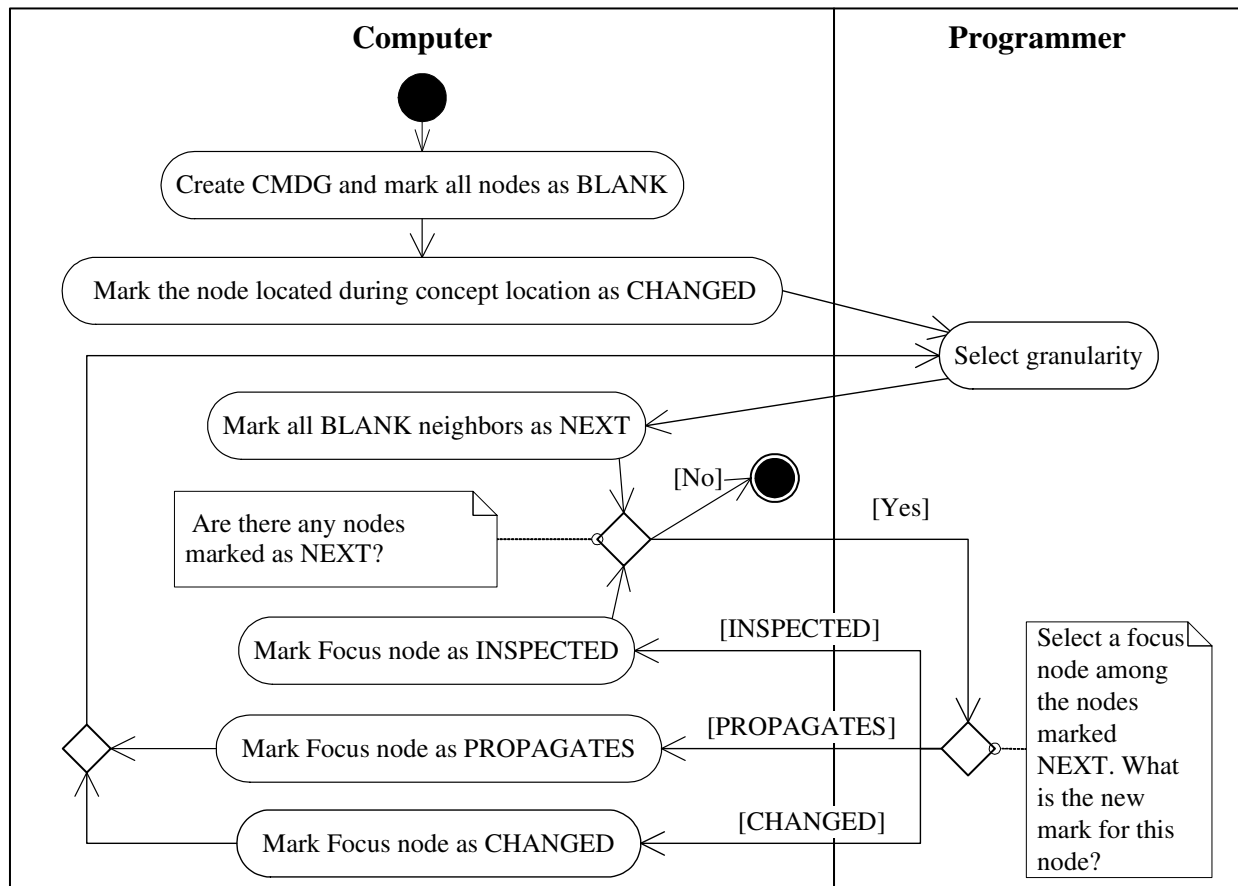 Computer
Programmer
Create CMDG and mark all nodes as BLANK
Mark the node located during concept location as CHANGED
Select granularity
Mark all BLANK neighbors as NEXT
[No]
[Yes]
Are there any nodes
marked as NEXT?
Mark Focus node as INSPECTED
[INSPECTED]
Select a focus
node among
the nodes
marked
NEXT. What
is the new
mark for this
node?
[PROPAGATES]
Mark Focus node as PROPAGATES
[CHANGED]
Mark Focus node as CHANGED